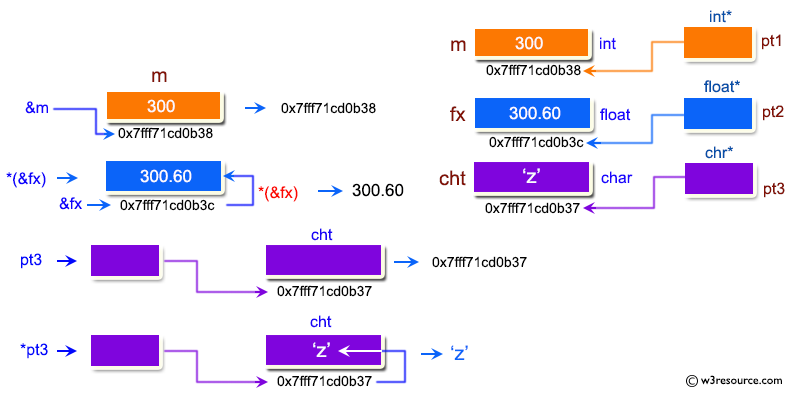 int*
m 300 int pt1
0x7fff71cd0b38
m
&m 300 0x7fff71cd0b38
0x7fff71cd0b38
float*
fx 300.60 float pt2
0x7fff71cd0b3c
*(&fx) 300.60 *(&fx) 300.60
&fx 0x7fff71cd0b3c
chr*
cht ‘z’ char pt3
0x7fff71cd0b37
cht
pt3 0x7fff71cd0b37
0x7fff71cd0b37
cht
*pt3 ‘z’ ‘z’
0x7fff71cd0b37
© w3resource.com